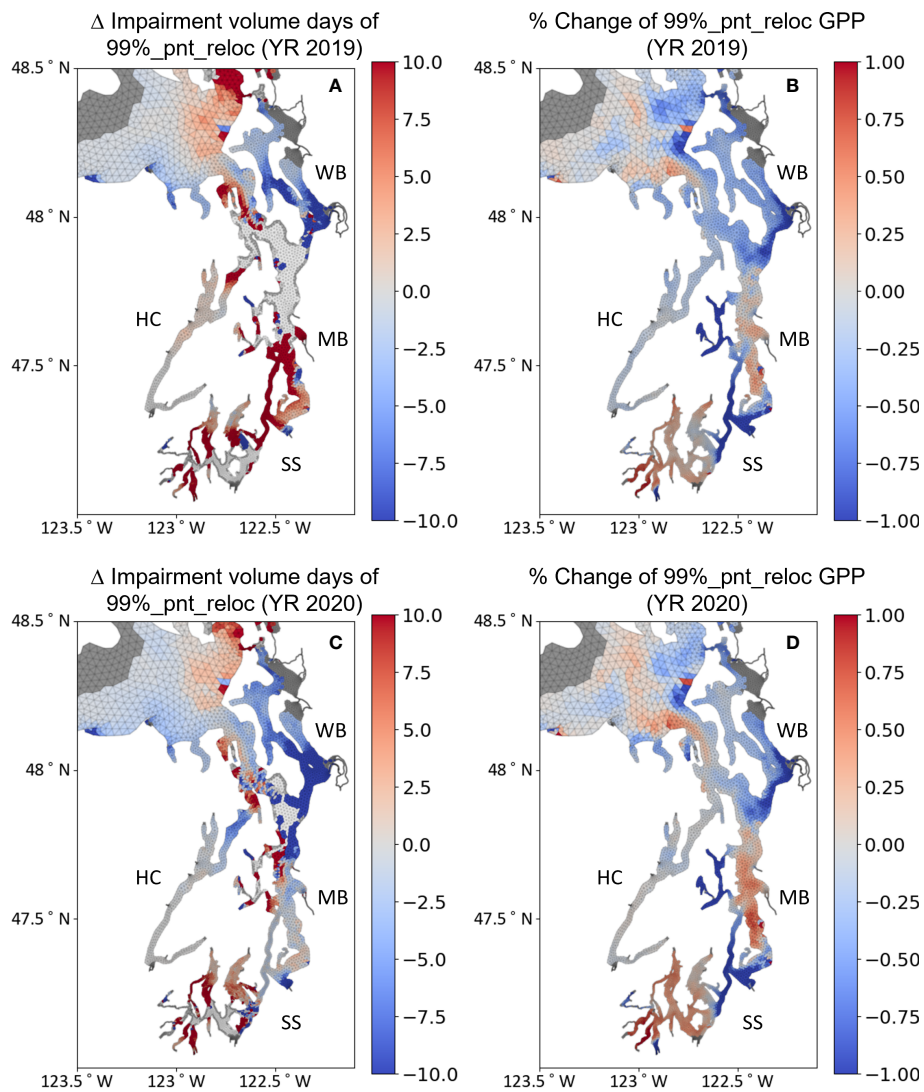 Δ Impairment volume days of
99%_pnt_reloc (YR 2019)
% Change of 99%_pnt_reloc GPP
(YR 2019)
48.5° N
48° N
47.5° N
123.5° W
123° W
122.5° W
A
WB
HC
MB
SS
10.0
7.5
5.0
2.5
0.0
−2.5
−5.0
−7.5
−10.0
48.5° N
48° N
47.5° N
123.5° W
123° W
122.5° W
B
WB
HC
MB
SS
1.00
0.75
0.50
0.25
0.00
−0.25
−0.50
−0.75
−1.00
Δ Impairment volume days of
99%_pnt_reloc (YR 2020)
% Change of 99%_pnt_reloc GPP
(YR 2020)
48.5° N
48° N
47.5° N
123.5° W
123° W
122.5° W
C
WB
HC
MB
SS
10.0
7.5
5.0
2.5
0.0
−2.5
−5.0
−7.5
−10.0
48.5° N
48° N
47.5° N
123.5° W
123° W
122.5° W
D
WB
HC
MB
SS
1.00
0.75
0.50
0.25
0.00
−0.25
−0.50
−0.75
−1.00